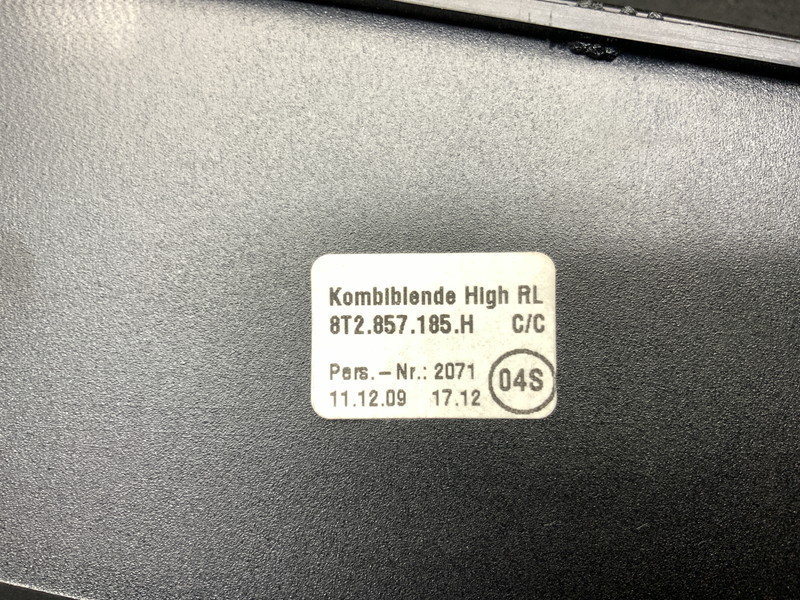 Kombiblende High RL
8T2.857.185.H C/C
Pers.-Nr.: 2071
11.12.09 17.12
04S